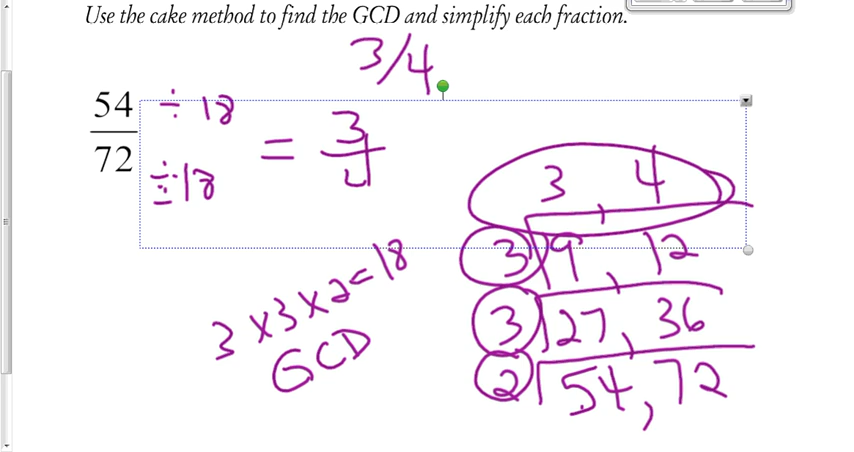 Use the cake method to find the GCD and simplify each fraction.
3/4
54 ÷ 18
72 ÷ 18
= 3/4
3 , 4
3 9 , 12
3 27 , 36
2 54 , 72
3 x 3 x 2 = 18
GCD